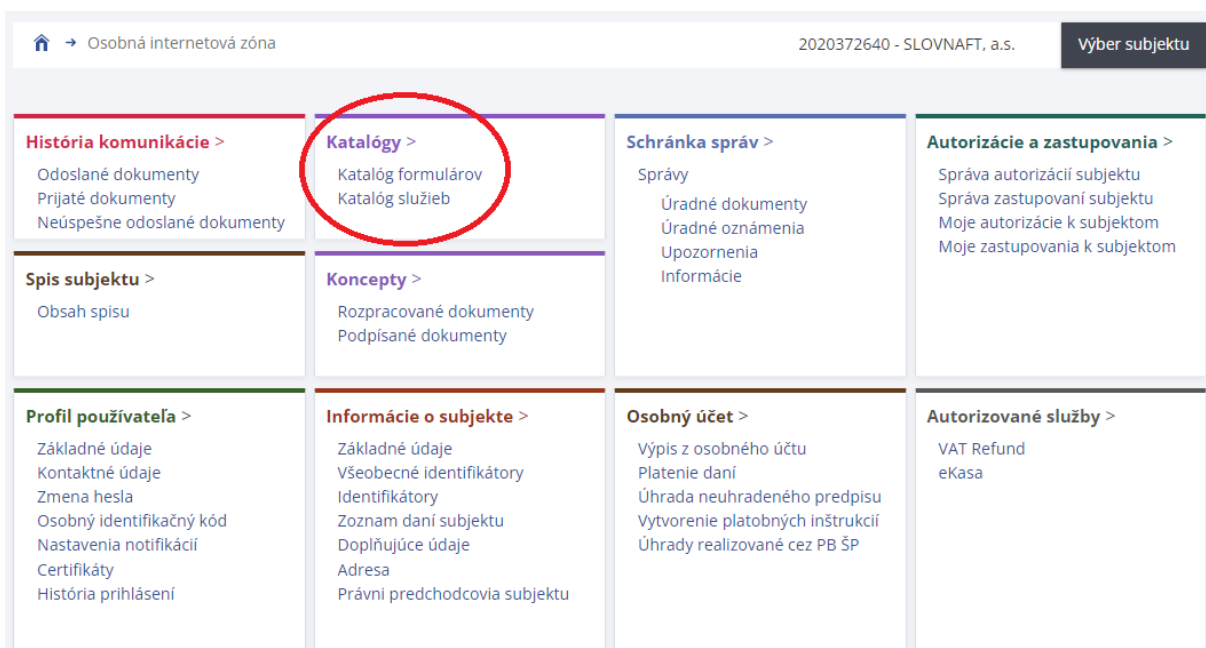 → Osobná internetová zóna
2020372640 - SLOVNAFT, a.s.
Výber subjektu
História komunikácie >
Odoslané dokumenty
Prijaté dokumenty
Neúspešne odoslané dokumenty
Katalógy >
Katalóg formulárov
Katalóg služieb
Schránka správ >
Správy
Úradné dokumenty
Úradné oznámenia
Upozornenia
Informácie
Autorizácie a zastupovania >
Správa autorizácií subjektu
Správa zastupovaní subjektu
Moje autorizácie k subjektom
Moje zastupovania k subjektom
Spis subjektu >
Obsah spisu
Koncepty >
Rozpracované dokumenty
Podpísané dokumenty
Profil používateľa >
Základné údaje
Kontaktné údaje
Zmena hesla
Osobný identifikačný kód
Nastavenia notifikácií
Certifikáty
História prihlásení
Informácie o subjekte >
Základné údaje
Všeobecné identifikátory
Identifikátory
Zoznam daní subjektu
Doplňujúce údaje
Adresa
Právni predchodcovia subjektu
Osobný účet >
Výpis z osobného účtu
Platenie daní
Úhrada neuhradeného predpisu
Vytvorenie platobných inštrukcií
Úhrady realizované cez PB ŠP
Autorizované služby >
VAT Refund
eKasa